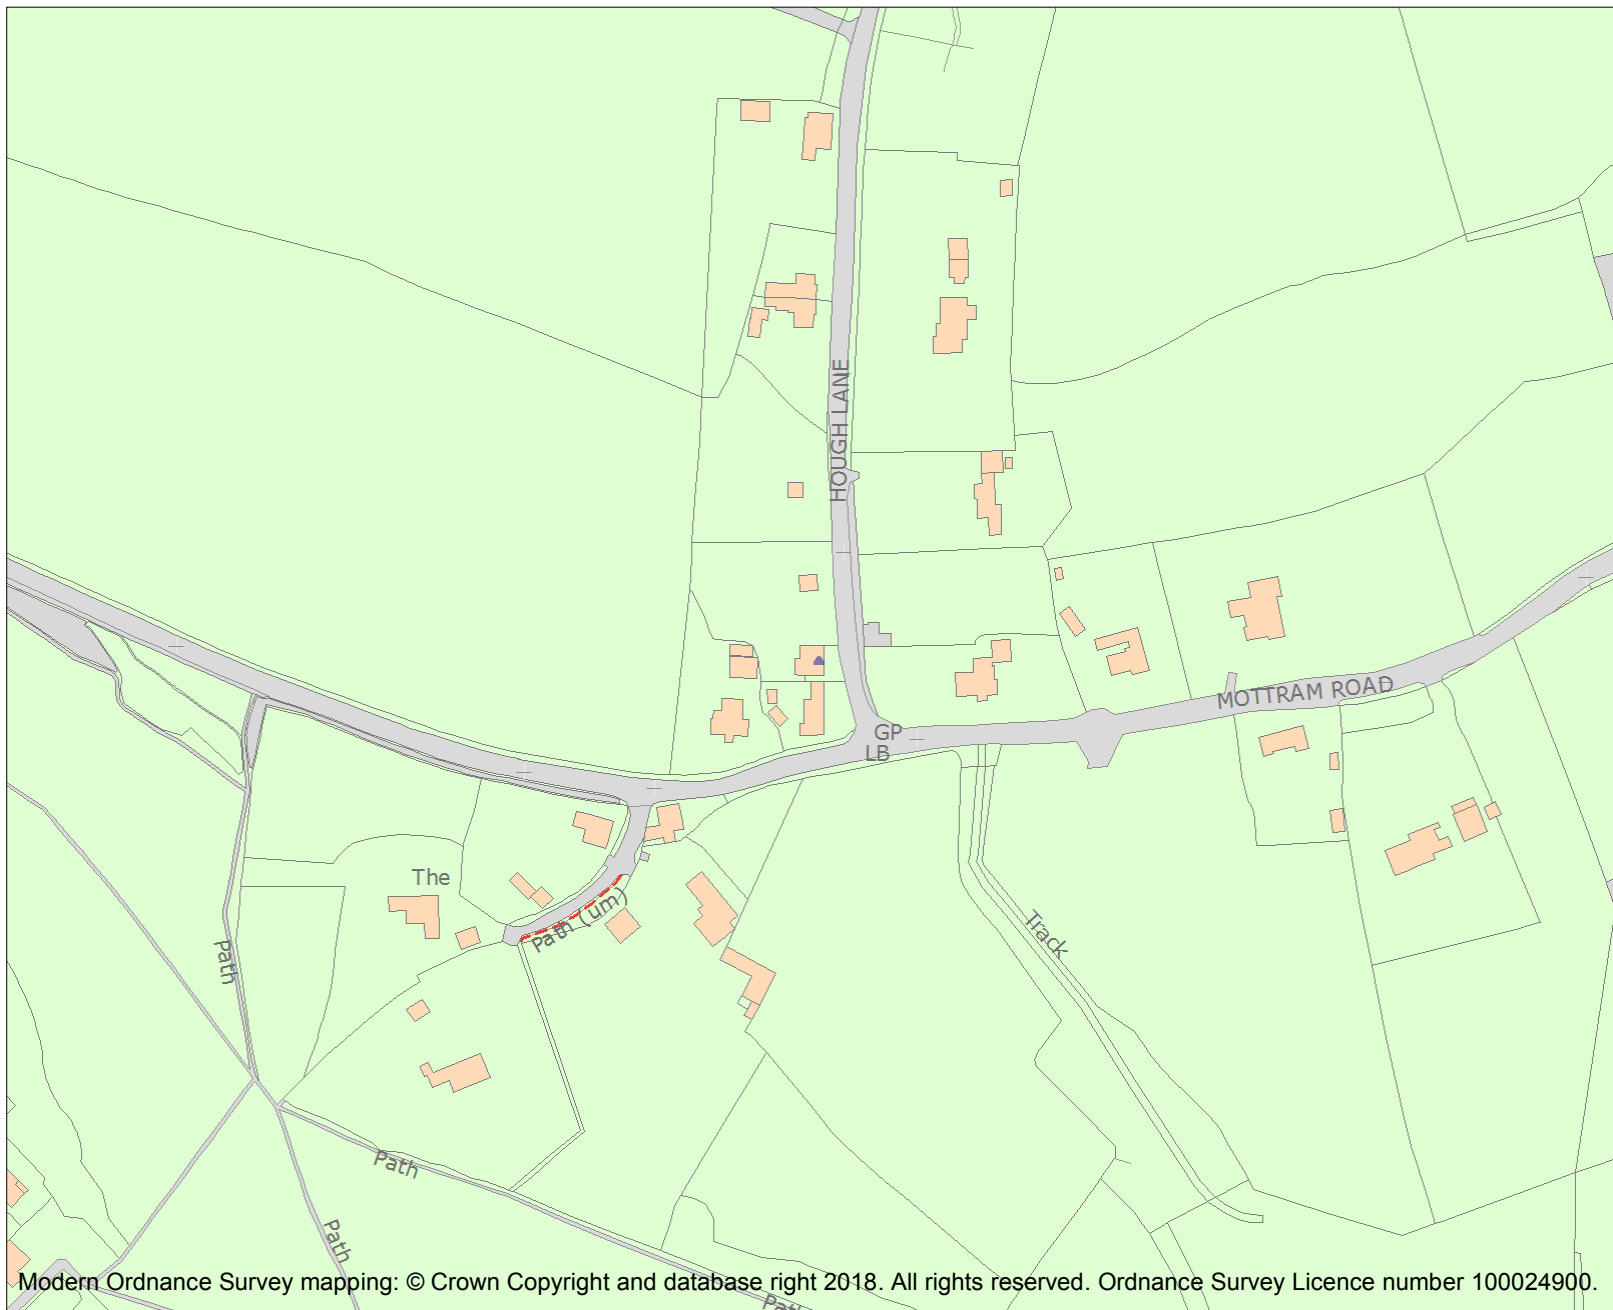 HOUGH LANE
MOTTRAM ROAD
GP
LB
The
Path (um)
Track
Path
Path
Path
Path
Modern Ordnance Survey mapping: © Crown Copyright and database right 2018. All rights reserved. Ordnance Survey Licence number 100024900.